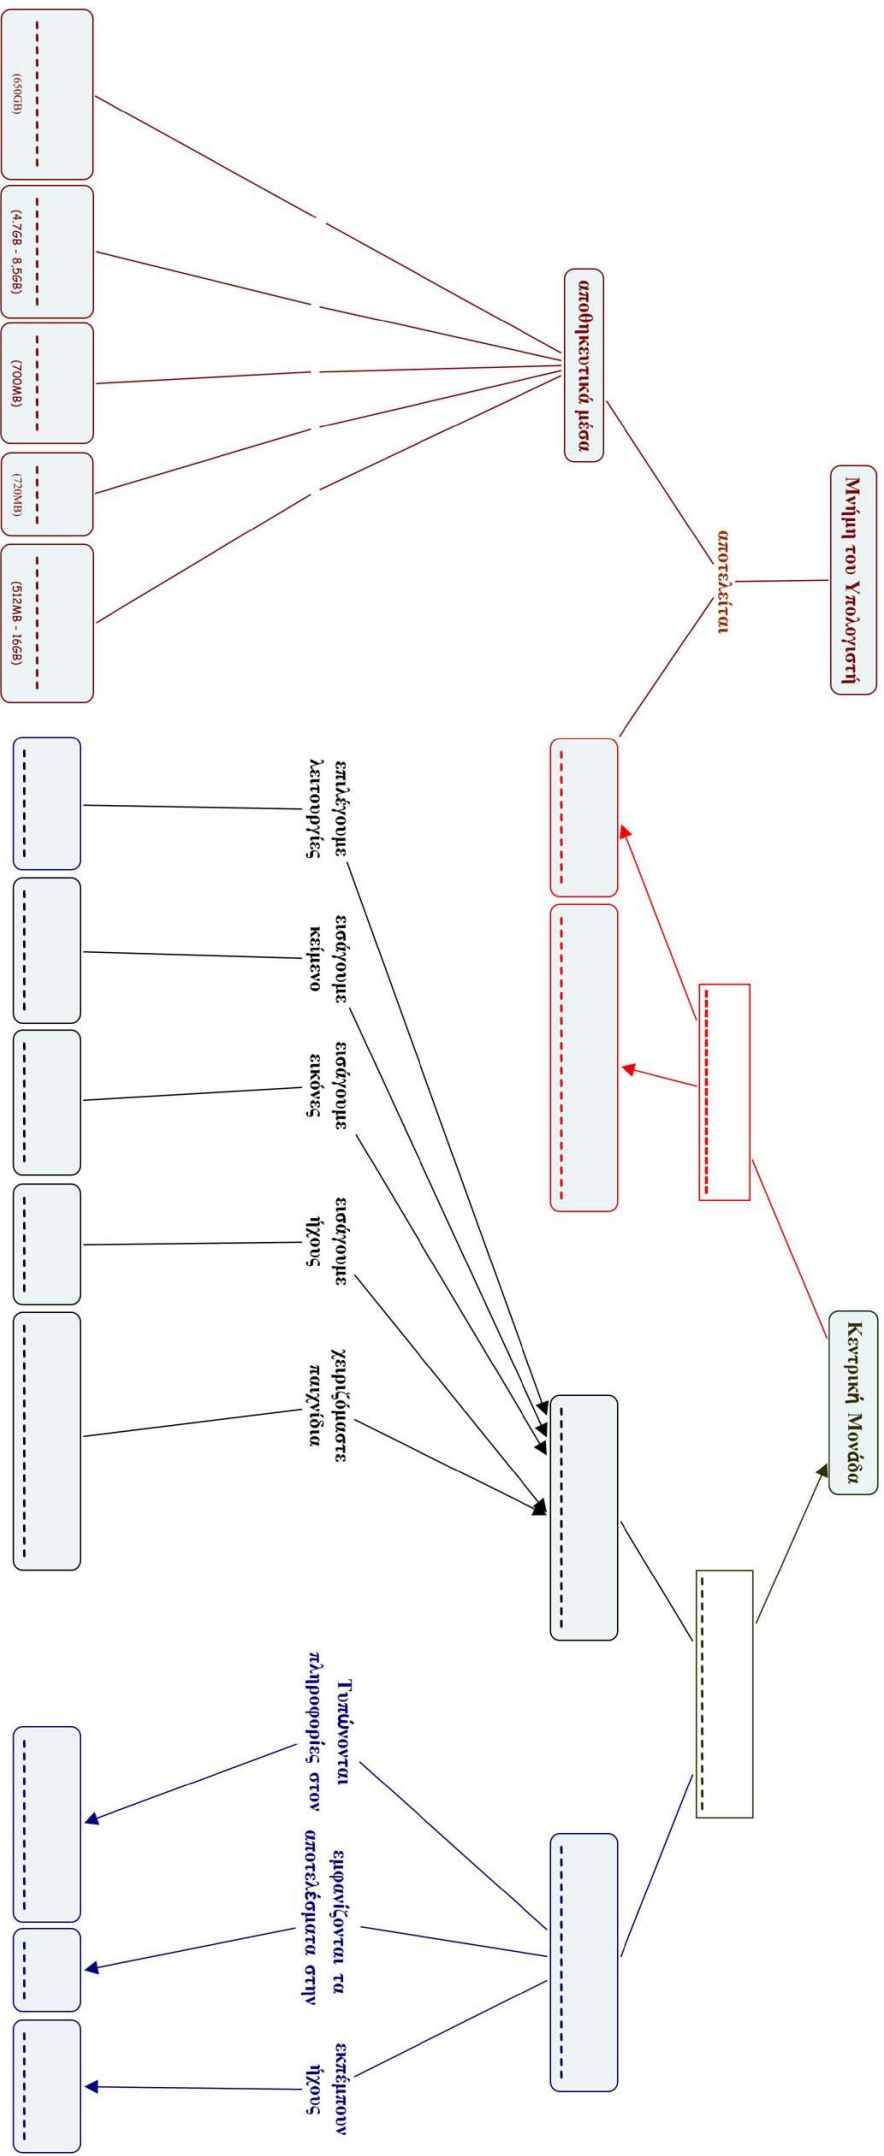 Μνήμη του Υπολογιστή
Κεντρική Μονάδα
αποτελείται
αποθηκευτικά μέσα
επιλέγουμε
λειτουργίες
εισάγουμε
κείμενο
εισάγουμε
εικόνες
εισάγουμε
ήχους
χειριζόμαστε
παιχνίδια
Τυπώνονται
πληροφορίες στον
εμφανίζονται τα
αποτελέσματα στην
εκπέμπουν
ήχους
(650GB)
(4,7GB - 8,5GB)
(700MB)
(720MB)
(512MB - 16GB)